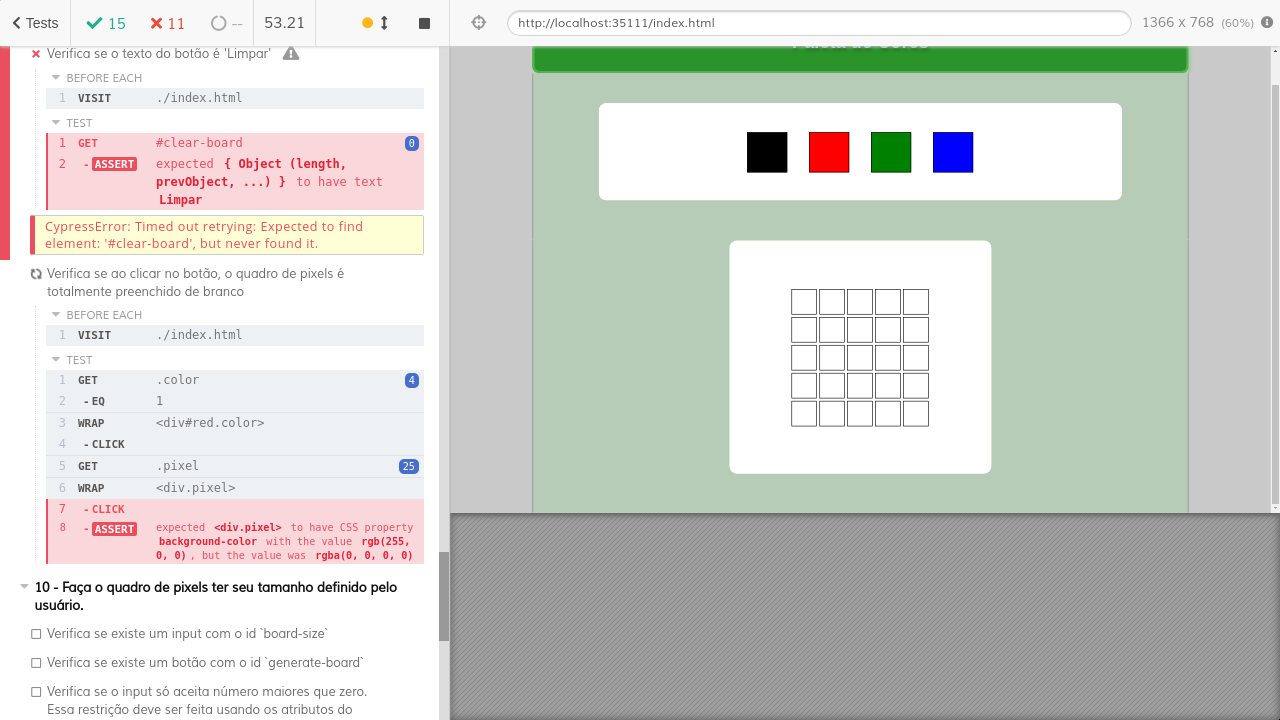 Tests
15
11
--
53.21
http://localhost:35111/index.html
1366 x 768 (60%)
Verifica se o texto do botão é 'Limpar'
BEFORE EACH
1 VISIT ./index.html
TEST
1 GET #clear-board 0
2 - ASSERT expected { Object (length,
prevObject, ...) } to have text
Limpar
CypressError: Timed out retrying: Expected to find
element: '#clear-board', but never found it.
Verifica se ao clicar no botão, o quadro de pixels é
totalmente preenchido de branco
BEFORE EACH
1 VISIT ./index.html
TEST
1 GET .color 4
2 - EQ 1
3 WRAP <div#red.color>
4 - CLICK
5 GET .pixel 25
6 WRAP <div.pixel>
7 - CLICK
8 - ASSERT expected <div.pixel> to have CSS property
background-color with the value rgb(255,
0, 0) , but the value was rgba(0, 0, 0, 0)
10 - Faça o quadro de pixels ter seu tamanho definido pelo
usuário.
Verifica se existe um input com o id `board-size`
Verifica se existe um botão com o id `generate-board`
Verifica se o input só aceita número maiores que zero.
Essa restrição deve ser feita usando os atributos do